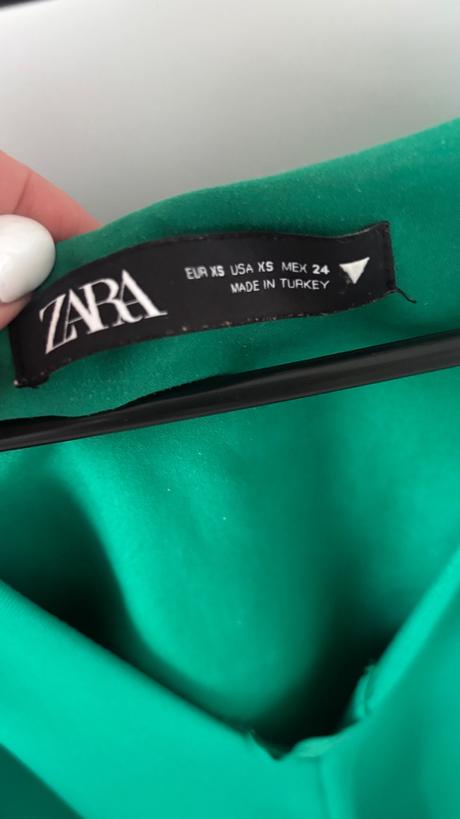 ZARA
EUR XS USA XS MEX 24
MADE IN TURKEY